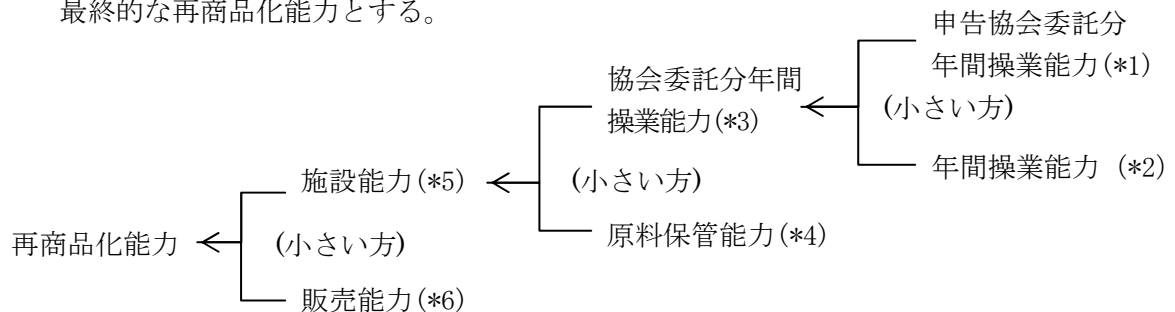 最終的な再商品化能力とする。
申告協会委託分
年間操業能力(*1)
協会委託分年間
操業能力(*3)
(小さい方)
年間操業能力 (*2)
施設能力(*5)
(小さい方)
原料保管能力(*4)
再商品化能力
(小さい方)
販売能力(*6)